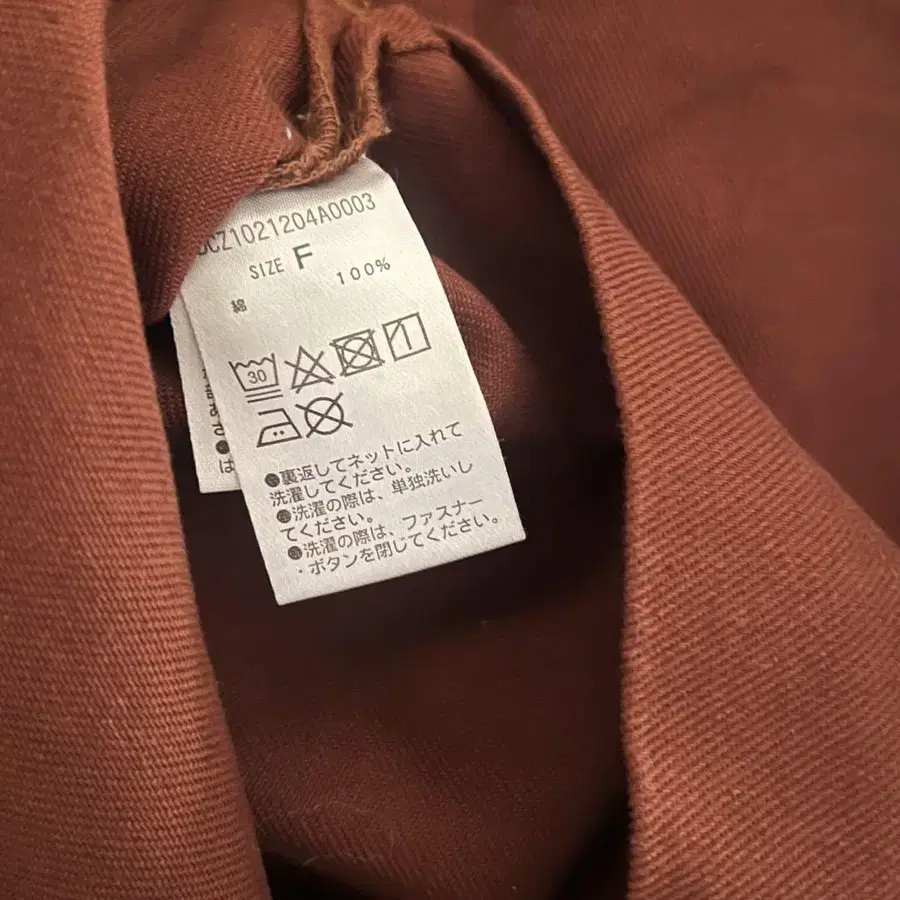 CZ1021204A0003
SIZE F
綿 100%
30
●裏返してネットに入れて
洗濯してください。
●洗濯の際は、単独洗いし
てください。
●洗濯の際は、ファスナー
・ボタンを閉じてください。
は